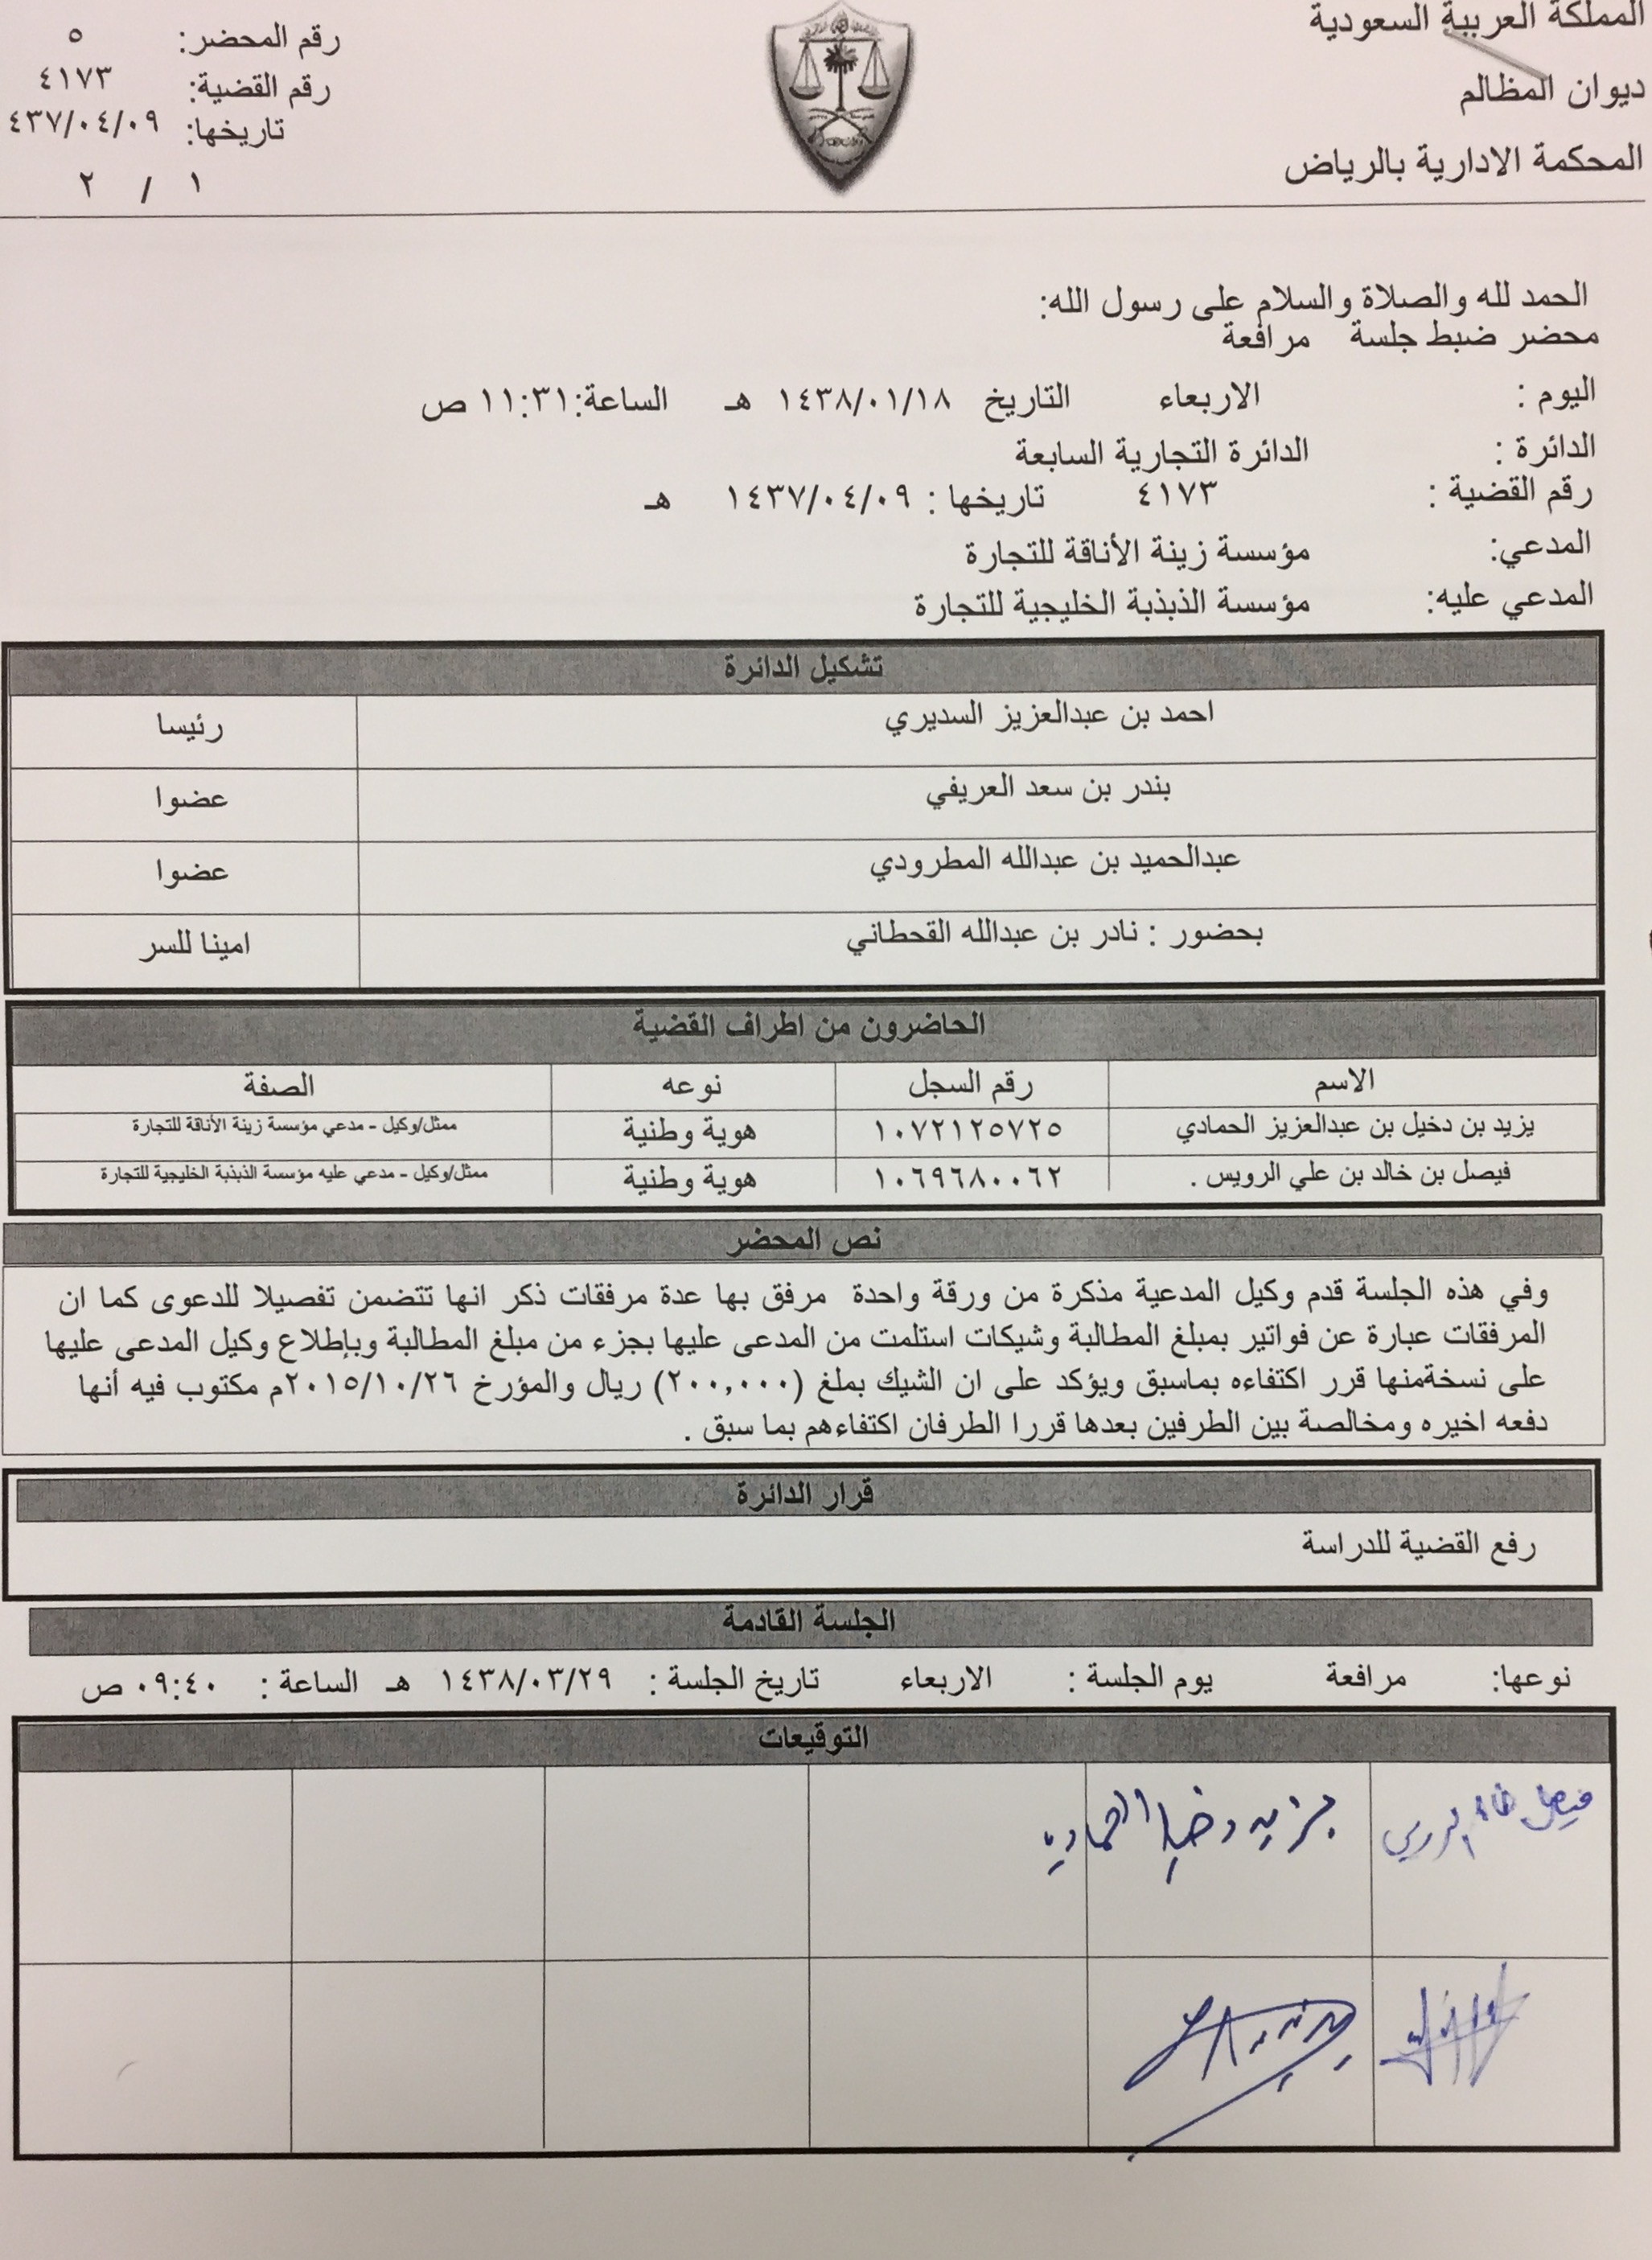 المملكة العربية السعودية
ديوان المظالم
المحكمة الادارية بالرياض
رقم المحضر: ٥
رقم القضية: ٤١٧٣
تاريخها: ٤٣٧/٠٤/٠٩
١ / ٢
الحمد لله والصلاة والسلام على رسول الله:
محضر ضبط جلسة مرافعة
اليوم : الاربعاء التاريخ ١٤٣٨/٠١/١٨ هـ الساعة:١١:٣١ ص
الدائرة : الدائرة التجارية السابعة
رقم القضية : ٤١٧٣ تاريخها : ١٤٣٧/٠٤/٠٩ هـ
المدعي: مؤسسة زينة الأناقة للتجارة
المدعي عليه: مؤسسة الذبذبة الخليجية للتجارة
تشكيل الدائرة
احمد بن عبدالعزيز السديري رئيسا
بندر بن سعد العريفي عضوا
عبدالحميد بن عبدالله المطرودي عضوا
بحضور : نادر بن عبدالله القحطاني امينا للسر
الحاضرون من اطراف القضية
الاسم رقم السجل نوعه الصفة
يزيد بن دخيل بن عبدالعزيز الحمادي ١٠٧٢١٢٥٧٢٥ هوية وطنية ممثل/وكيل - مدعي مؤسسة زينة الأناقة للتجارة
فيصل بن خالد بن علي الرويس . ١٠٦٩٦٨٠٠٦٢ هوية وطنية ممثل/وكيل - مدعي عليه مؤسسة الذبذبة الخليجية للتجارة
نص المحضر
وفي هذه الجلسة قدم وكيل المدعية مذكرة من ورقة واحدة مرفق بها عدة مرفقات ذكر انها تتضمن تفصيلا للدعوى كما ان
المرفقات عبارة عن فواتير بمبلغ المطالبة وشيكات استلمت من المدعى عليها بجزء من مبلغ المطالبة وبإطلاع وكيل المدعى عليها
على نسخةمنها قرر اكتفاءه بماسبق ويؤكد على ان الشيك بملغ (٢٠٠,٠٠٠) ريال والمؤرخ ٢٠١٥/١٠/٢٦م مكتوب فيه أنها
دفعه اخيره ومخالصة بين الطرفين بعدها قررا الطرفان اكتفاءهم بما سبق .
قرار الدائرة
رفع القضية للدراسة
الجلسة القادمة
نوعها: مرافعة يوم الجلسة : الاربعاء تاريخ الجلسة : ١٤٣٨/٠٣/٢٩ هـ الساعة : ٠٩:٤٠ ص
التوقيعات